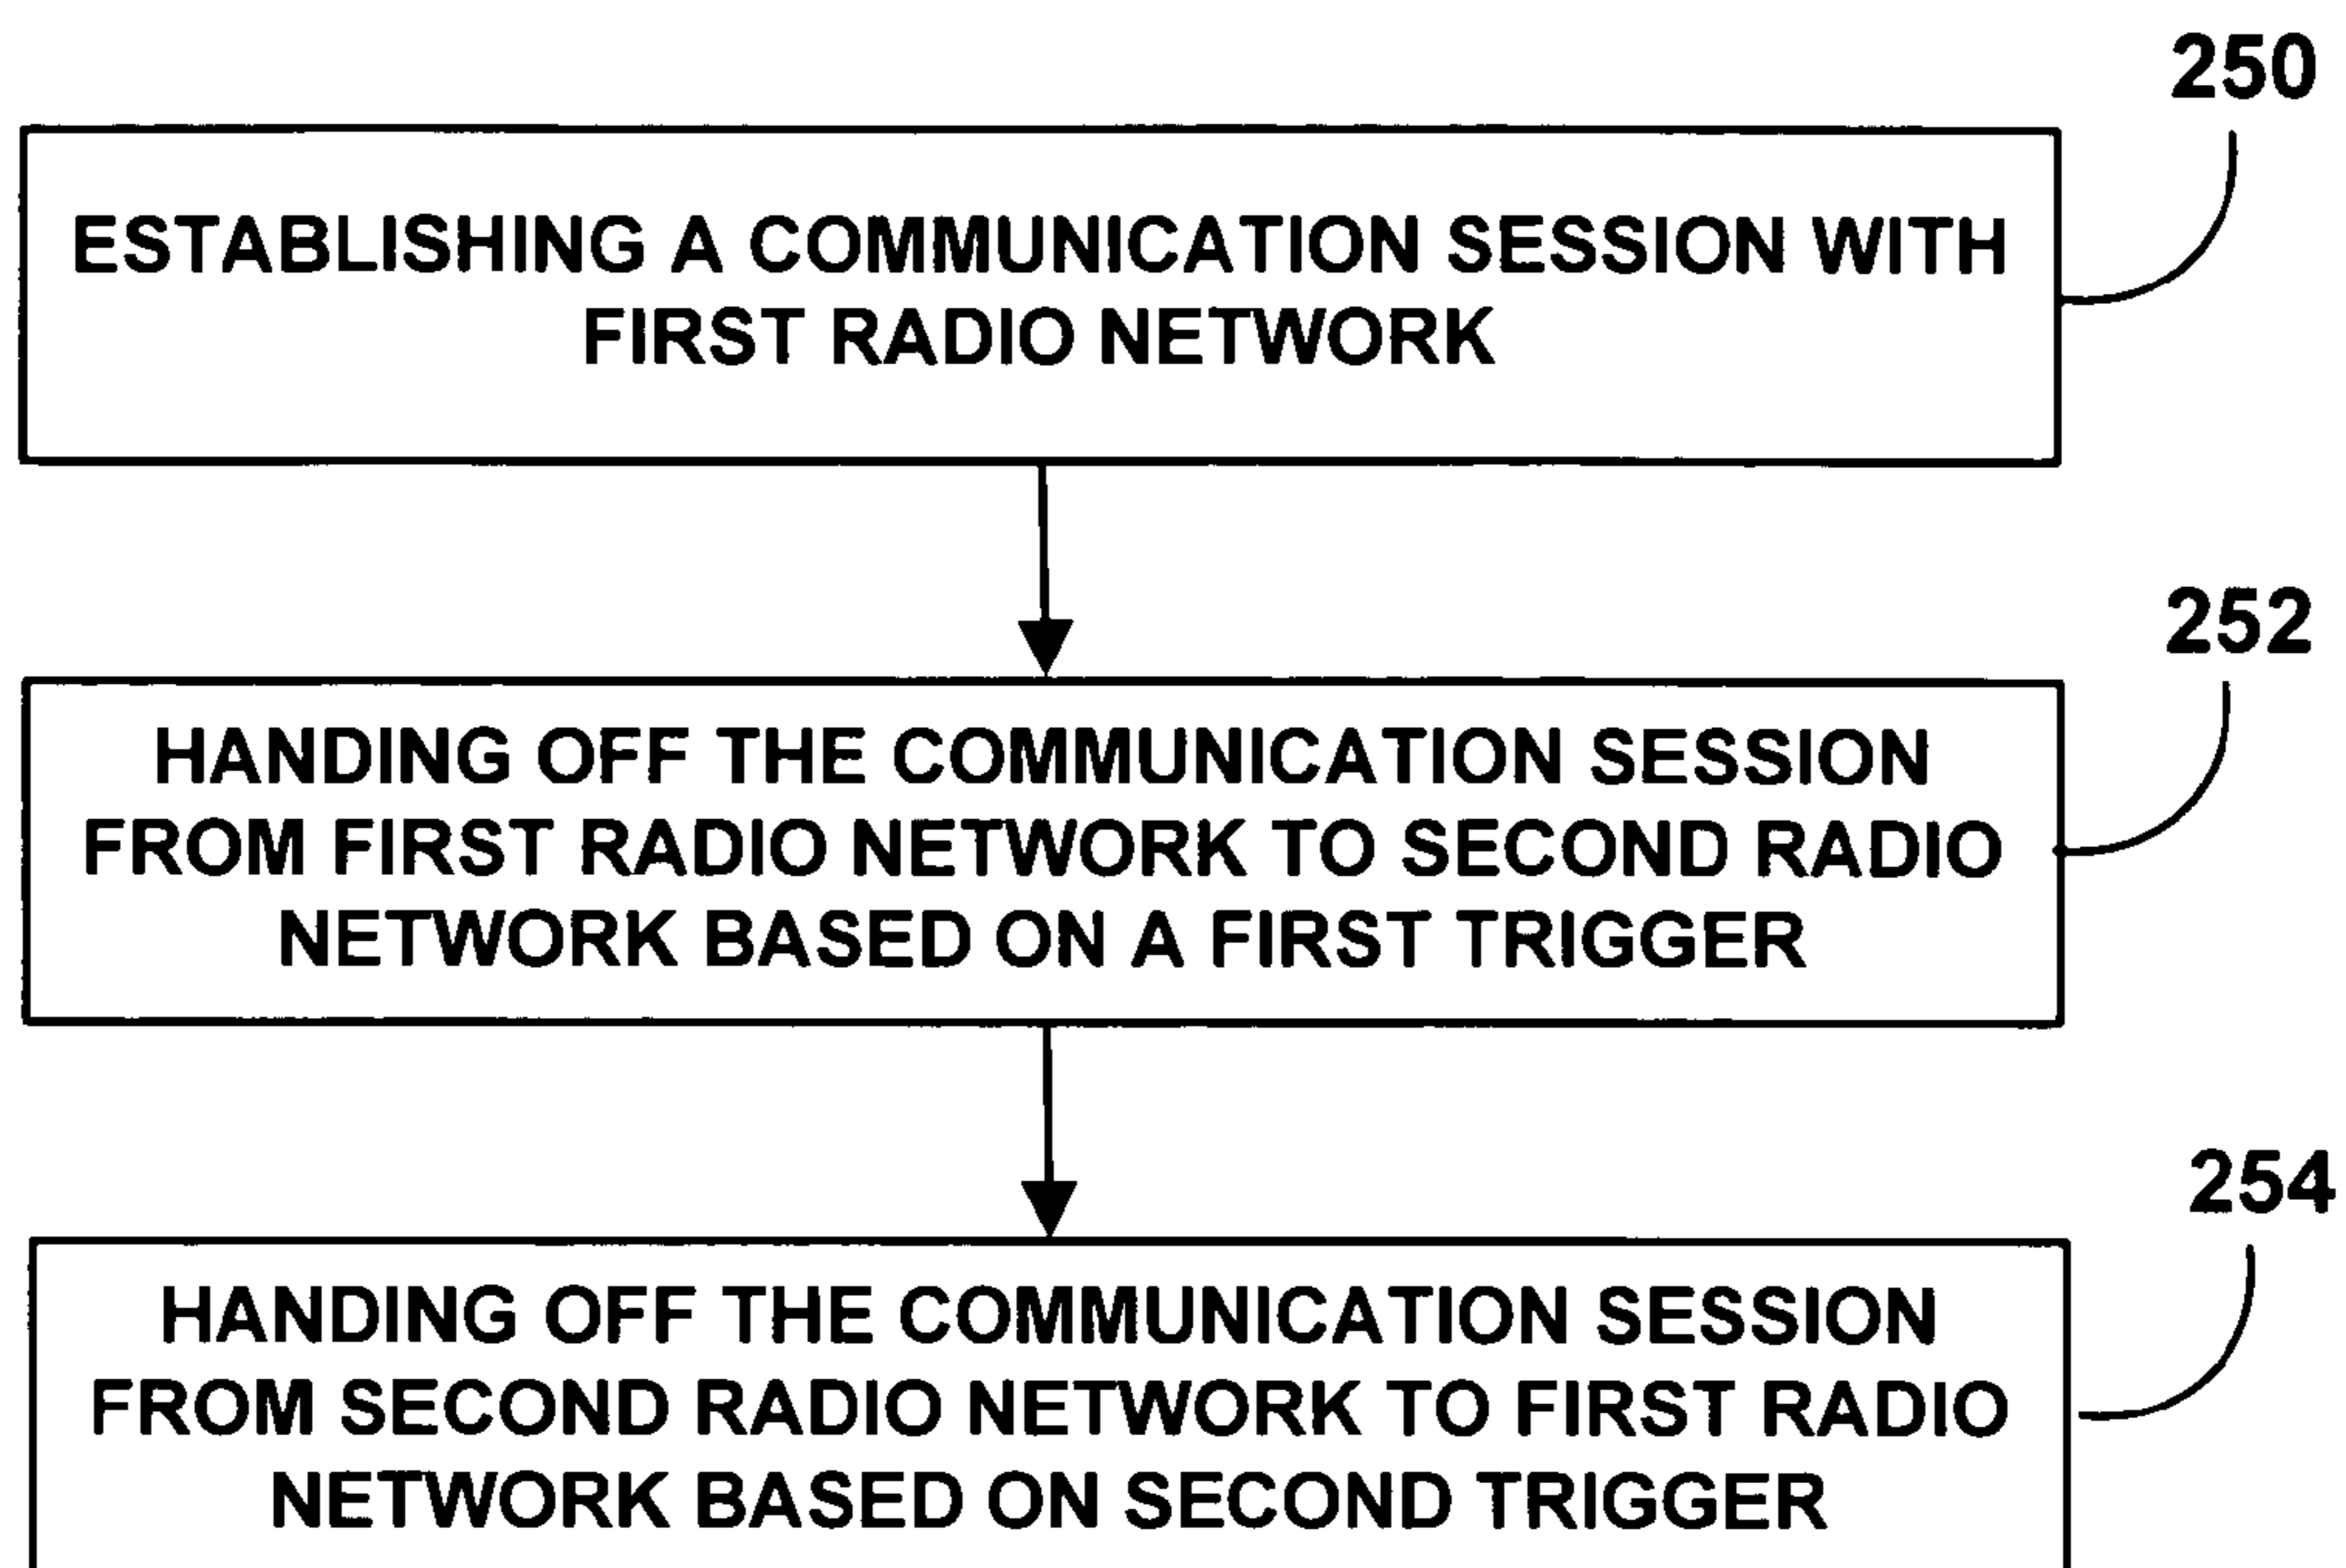 250
ESTABLISHING A COMMUNICATION SESSION WITH
FIRST RADIO NETWORK
252
HANDING OFF THE COMMUNICATION SESSION
FROM FIRST RADIO NETWORK TO SECOND RADIO
NETWORK BASED ON A FIRST TRIGGER
254
HANDING OFF THE COMMUNICATION SESSION
FROM SECOND RADIO NETWORK TO FIRST RADIO
NETWORK BASED ON SECOND TRIGGER